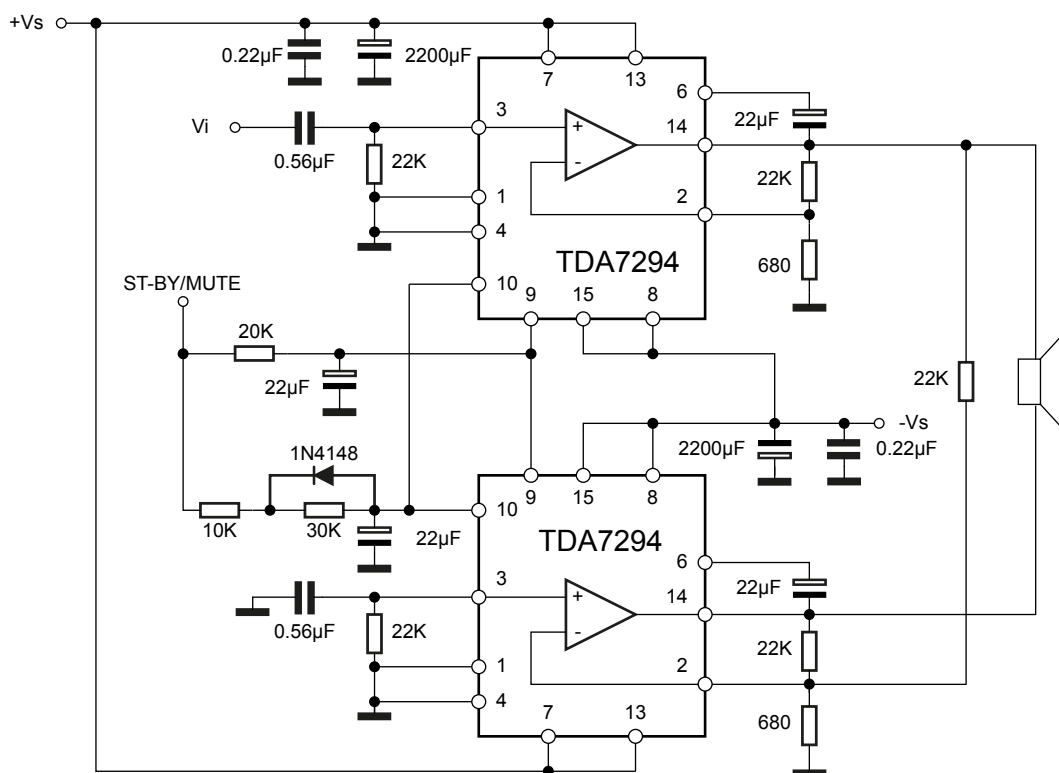 +Vs
0.22µF
2200µF
7
13
6
3
22µF
Vi
14
0.56µF
22K
+
-
22K
1
2
4
TDA7294
680
ST-BY/MUTE
10
9
15
8
20K
22µF
22K
-Vs
2200µF
0.22µF
1N4148
9
15
8
10
10K
30K
22µF
TDA7294
6
3
22µF
14
0.56µF
22K
+
-
22K
1
2
4
7
13
680